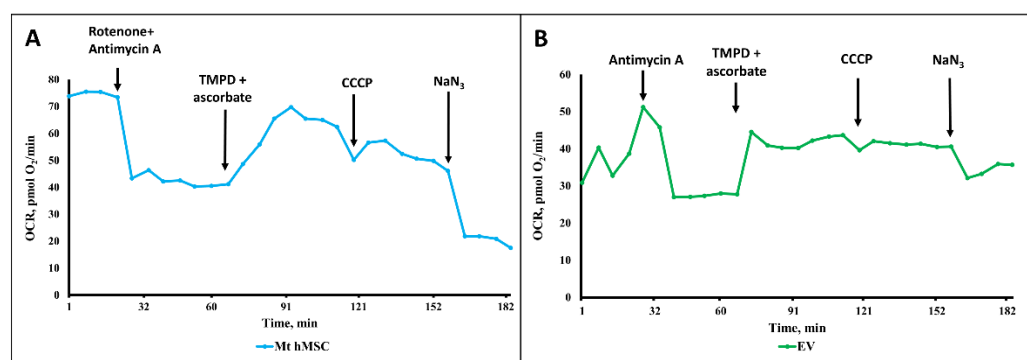 A
Rotenone+
Antimycin A
TMPD +
ascorbate
CCCP
NaN₃
OCR, pmol O₂/min
80
70
60
50
40
30
20
10
0
1 32 60 91 121 152 182
Time, min
Mt hMSC
B
Antimycin A
TMPD +
ascorbate
CCCP
NaN₃
OCR, pmol O₂/min
60
50
40
30
20
10
0
1 32 60 91 121 152 182
Time, min
EV